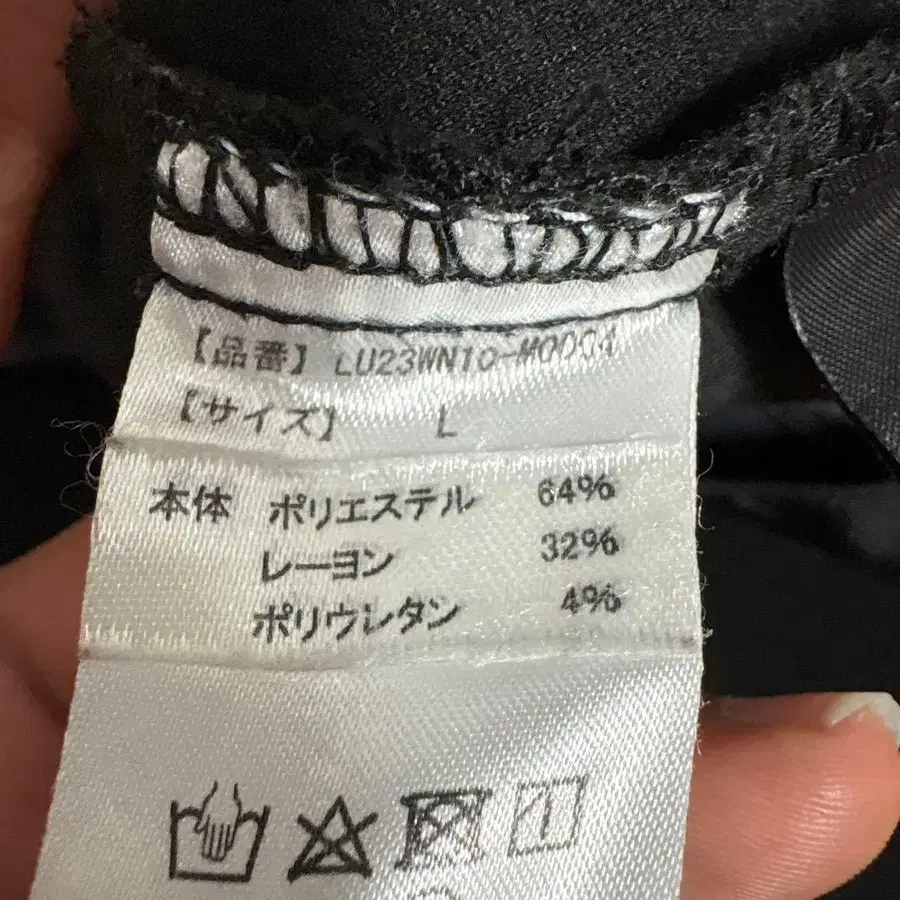 【品番】 LU23WN10-M0004
【サイズ】 L
本体 ポリエステル 64%
レーヨン 32%
ポリウレタン 4%